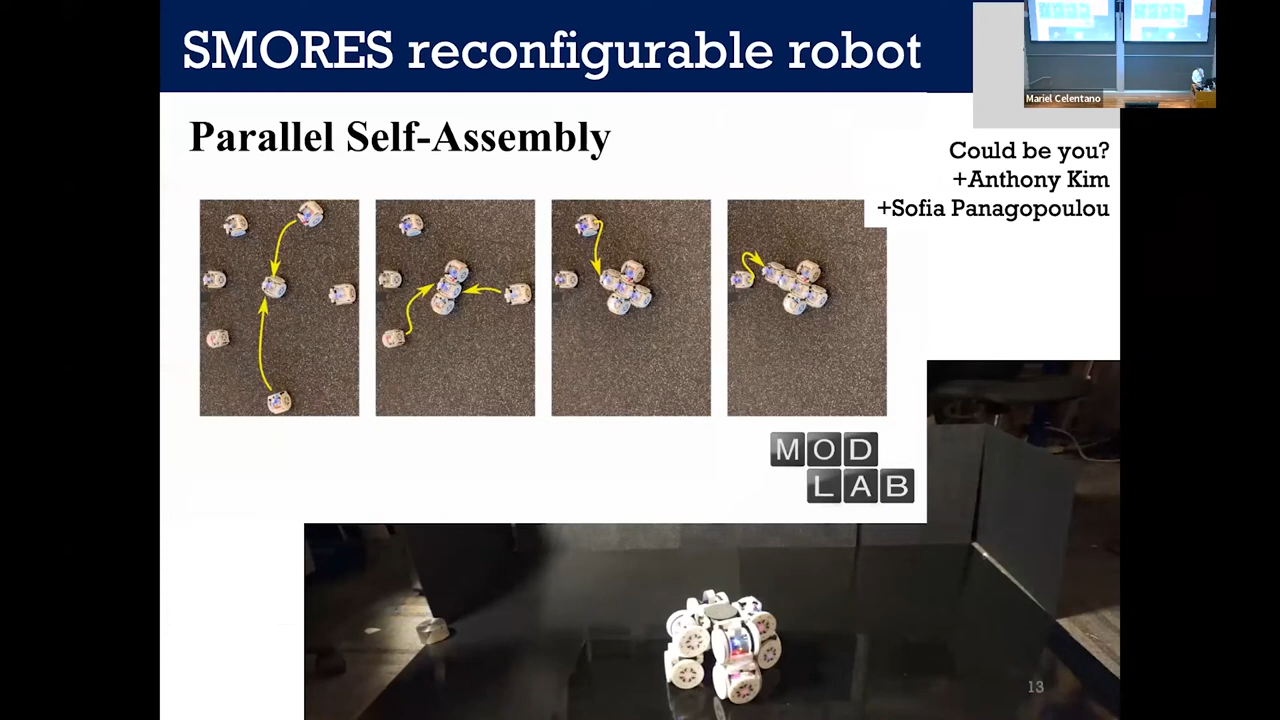 SMORES reconfigurable robot
Mariel Celentano
Parallel Self-Assembly
Could be you?
+Anthony Kim
+Sofia Panagopoulou
MOD
LAB
13